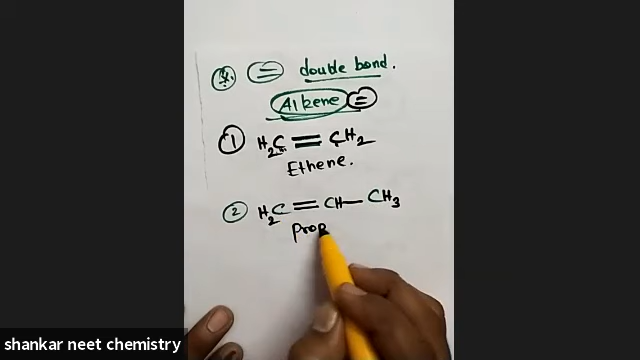 = double bond.
Alkene =
1 H2C = CH2
Ethene.
2 H2C = CH — CH3
prop
shankar neet chemistry